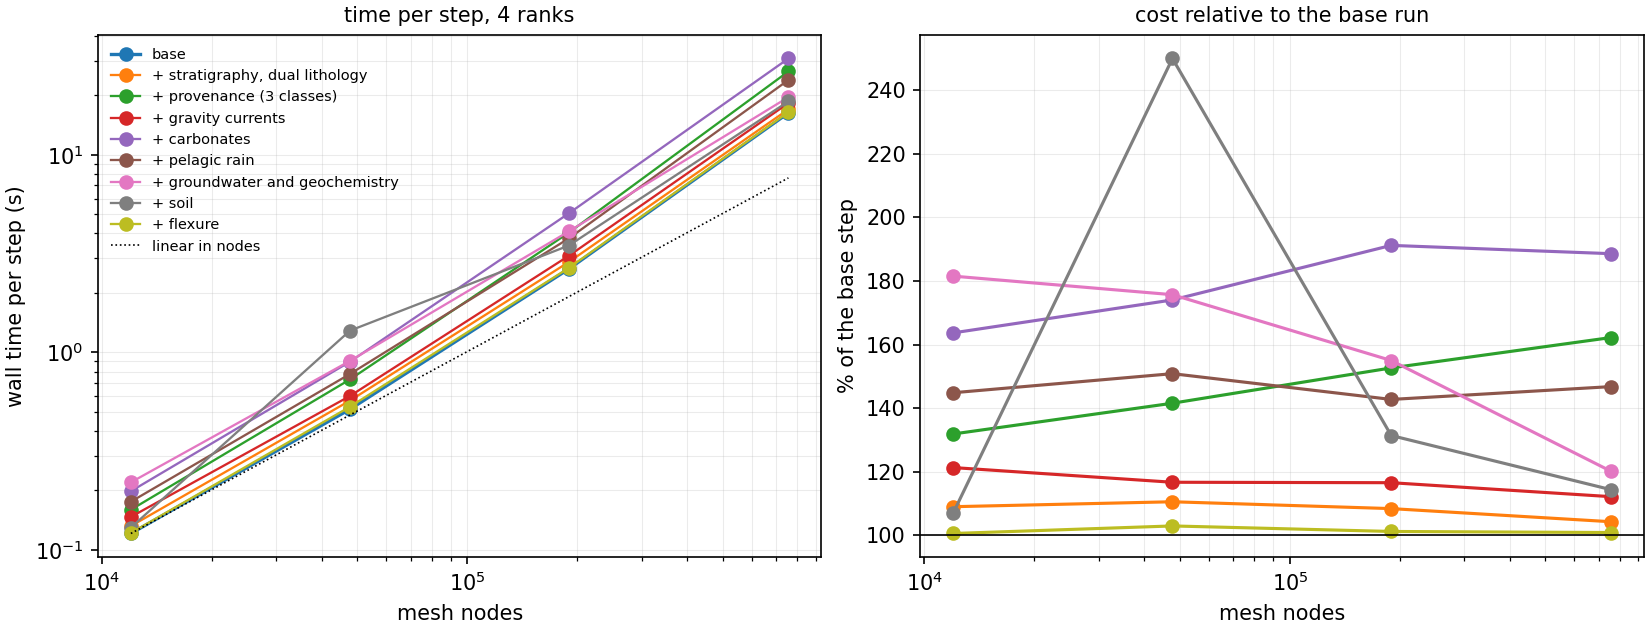 time per step, 4 ranks
wall time per step (s)
10¹
10⁰
10⁻¹
base
+ stratigraphy, dual lithology
+ provenance (3 classes)
+ gravity currents
+ carbonates
+ pelagic rain
+ groundwater and geochemistry
+ soil
+ flexure
linear in nodes
10⁴
10⁵
mesh nodes
cost relative to the base run
% of the base step
240
220
200
180
160
140
120
100
10⁴
10⁵
mesh nodes